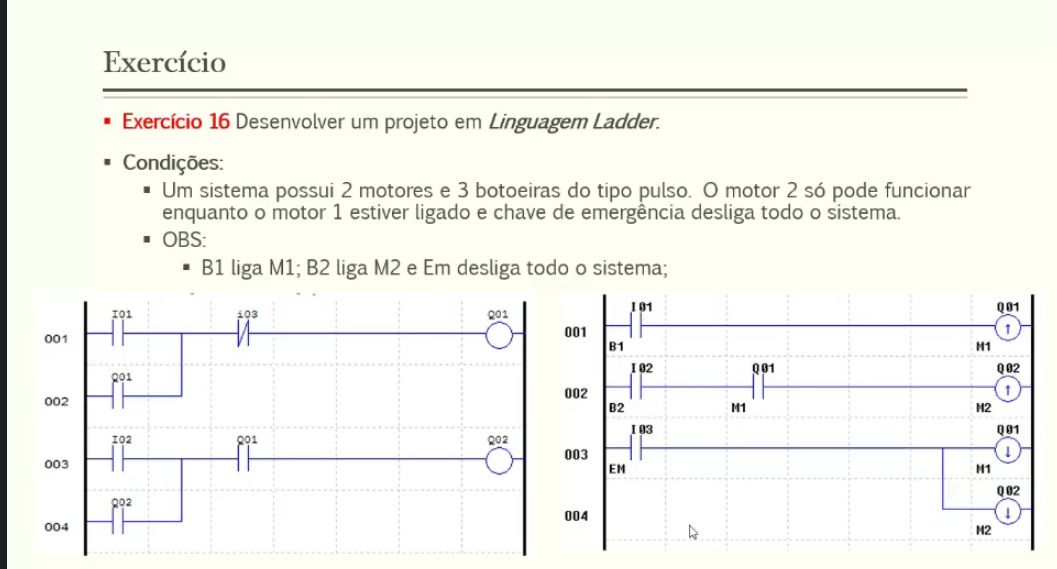 Exercício
▪ Exercício 16 Desenvolver um projeto em Linguagem Ladder.
▪ Condições:
▪ Um sistema possui 2 motores e 3 botoeiras do tipo pulso. O motor 2 só pode funcionar
enquanto o motor 1 estiver ligado e chave de emergência desliga todo o sistema.
▪ OBS:
▪ B1 liga M1; B2 liga M2 e Em desliga todo o sistema;
I01 i03 Q01
001
Q01
002
I02 Q01 Q02
003
Q02
004
I01 Q01
001
B1 M1
I02 Q01 Q02
002
B2 M1 M2
I03 Q01
003
EM M1
Q02
004
M2